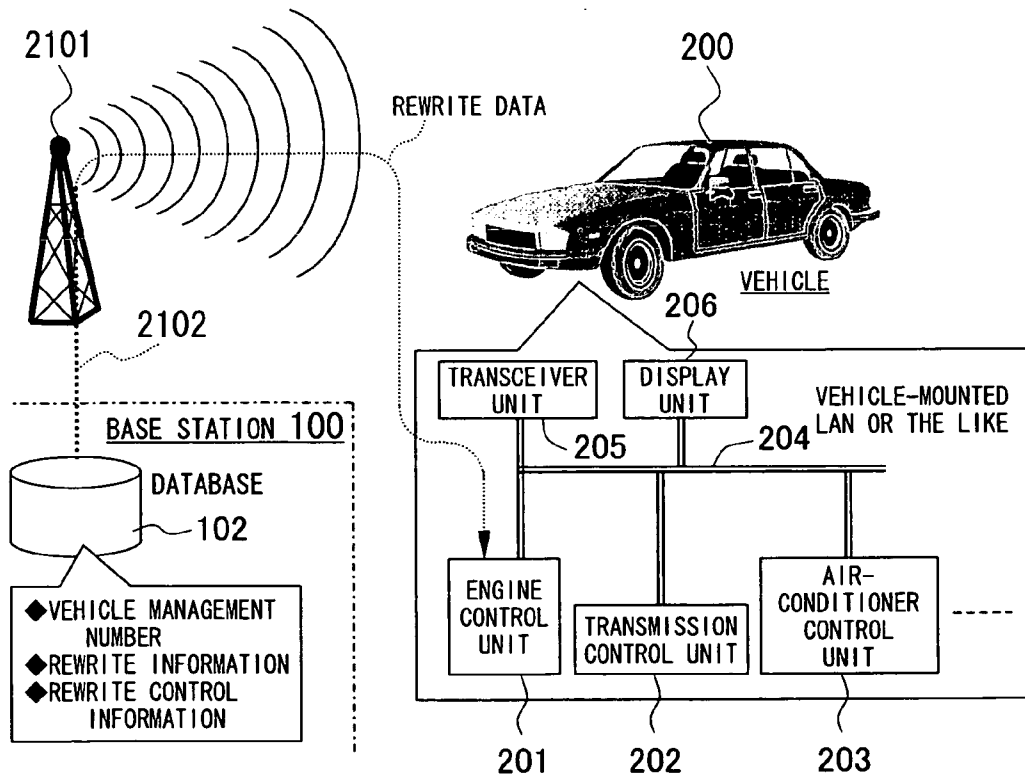 2101
200
REWRITE DATA
VEHICLE
2102
206
TRANSCEIVER
UNIT
DISPLAY
UNIT
VEHICLE-MOUNTED
LAN OR THE LIKE
205
204
BASE STATION 100
DATABASE
102
◆VEHICLE MANAGEMENT
NUMBER
◆REWRITE INFORMATION
◆REWRITE CONTROL
INFORMATION
ENGINE
CONTROL
UNIT
TRANSMISSION
CONTROL UNIT
AIR-
CONDITIONER
CONTROL
UNIT
201
202
203